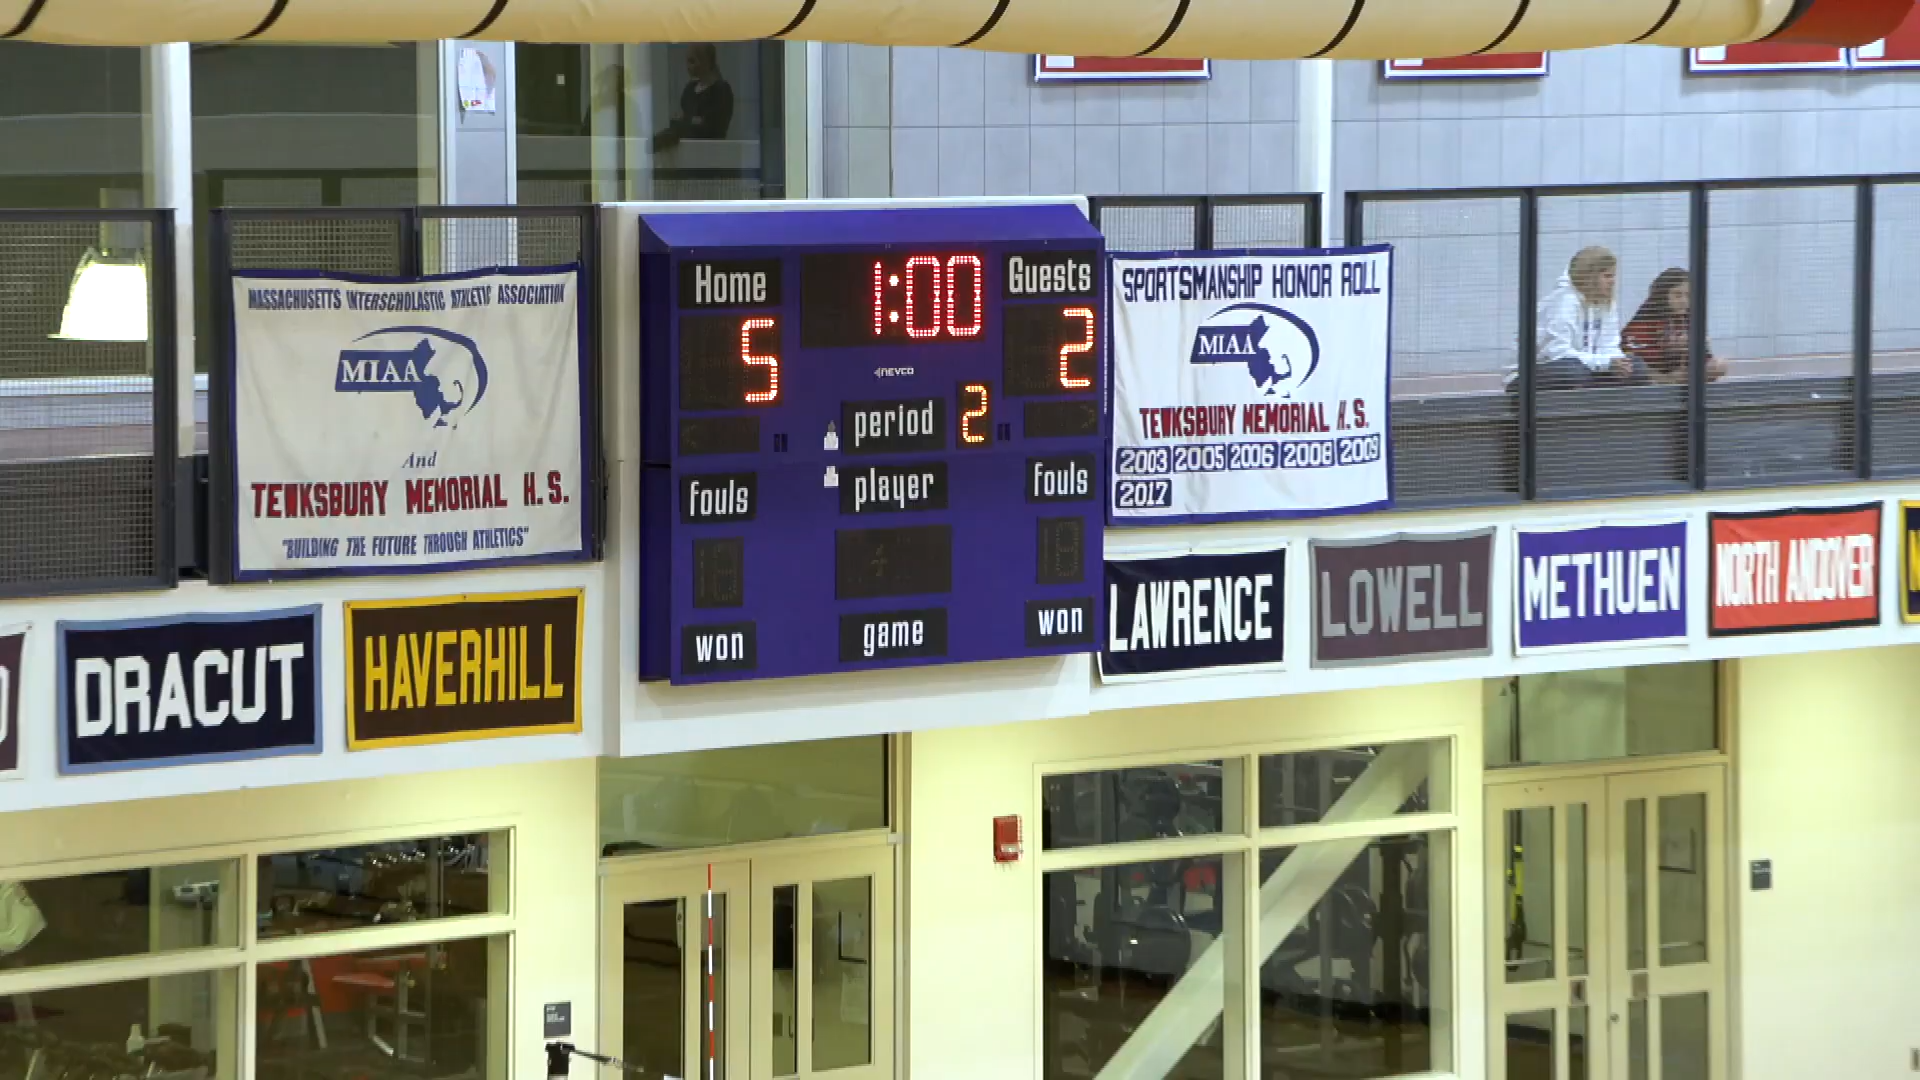 MASSACHUSETTS INTERSCHOLASTIC ATHLETIC ASSOCIATION
MIAA
And
TEWKSBURY MEMORIAL H.S.
"BUILDING THE FUTURE THROUGH ATHLETICS"
Home
1:00
Guests
5
2
NEVCO
period
2
fouls
player
fouls
won
game
won
SPORTSMANSHIP HONOR ROLL
MIAA
TEWKSBURY MEMORIAL H.S.
2003 2005 2006 2008 2009
2017
DRACUT
HAVERHILL
LAWRENCE
LOWELL
METHUEN
NORTH ANDOVER